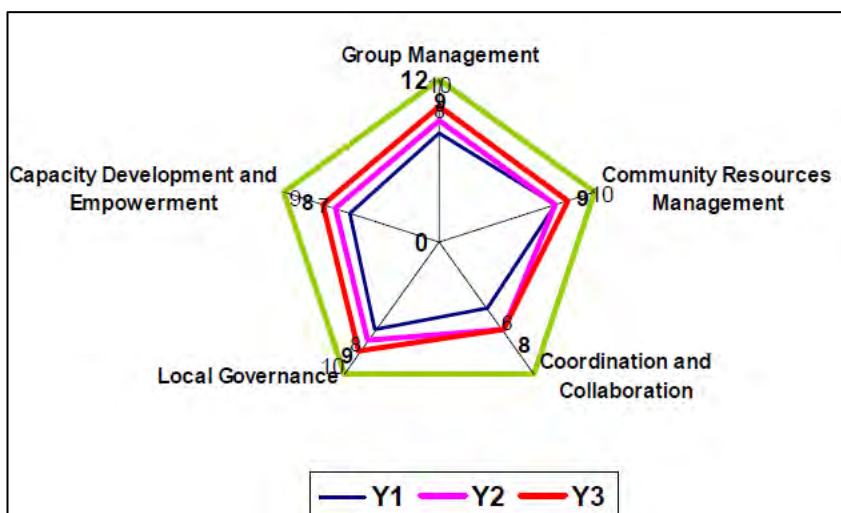 Group Management
12
10
9
8
Capacity Development and
Empowerment
9
8
7
Community Resources
Management
9
10
0
6
8
Coordination and
Collaboration
8
9
10
Local Governance
Y1 Y2 Y3